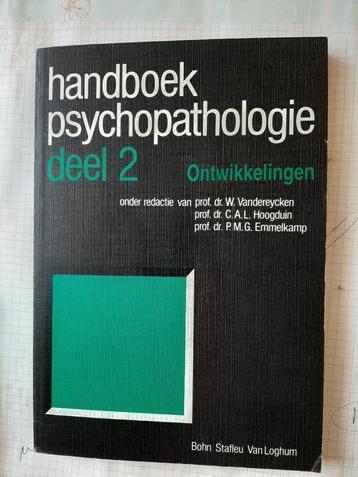 handboek
psychopathologie
deel 2 Ontwikkelingen
onder redactie van prof. dr. W. Vandereycken
prof. dr. C.A.L. Hoogduin
prof. dr. P.M.G. Emmelkamp
Bohn Stafleu Van Loghum